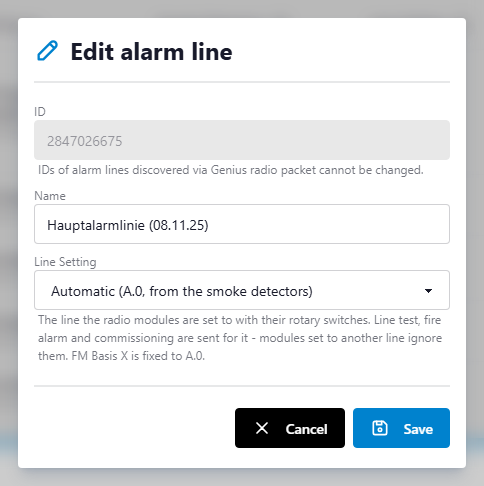 Edit alarm line
ID
2847026675
IDs of alarm lines discovered via Genius radio packet cannot be changed.
Name
Hauptalarmlinie (08.11.25)
Line Setting
Automatic (A.0, from the smoke detectors)
The line the radio modules are set to with their rotary switches. Line test, fire
alarm and commissioning are sent for it - modules set to another line ignore
them. FM Basis X is fixed to A.0.
Cancel
Save